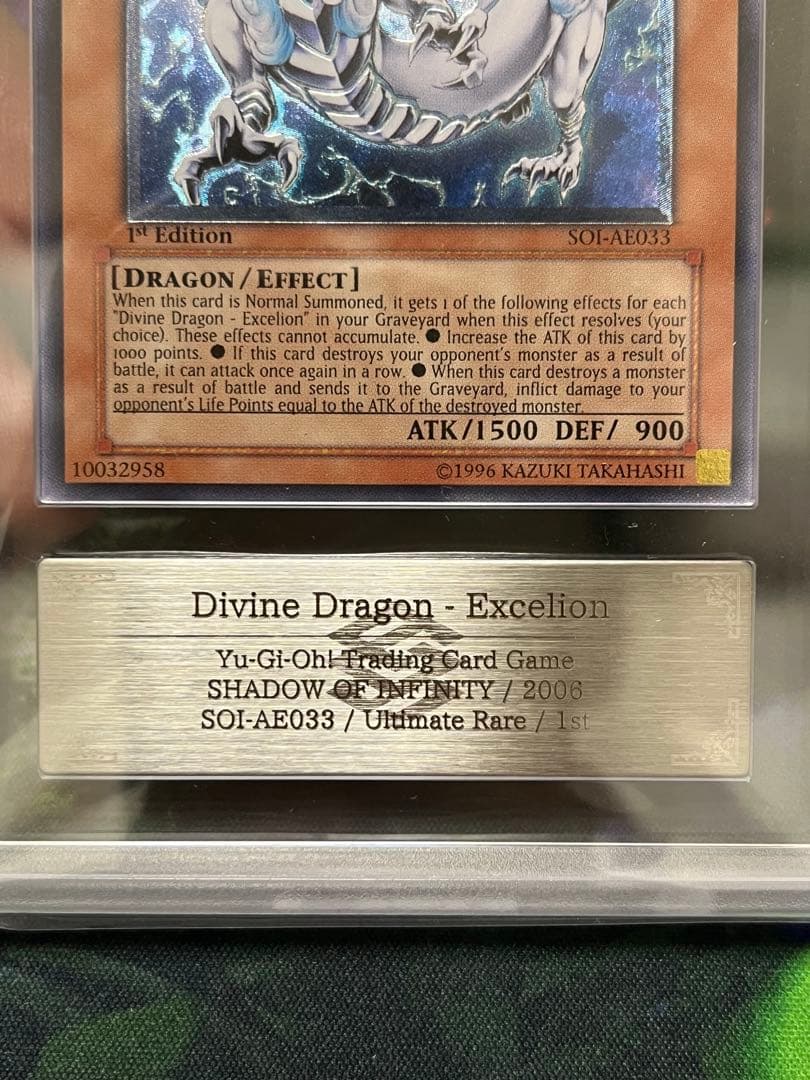 1st Edition
SOI-AE033
[DRAGON/EFFECT]
When this card is Normal Summoned, it gets 1 of the following effects for each
"Divine Dragon - Excelion" in your Graveyard when this effect resolves (your
choice). These effects cannot accumulate. ● Increase the ATK of this card by
1000 points. ● If this card destroys your opponent's monster as a result of
battle, it can attack once again in a row. ● When this card destroys a monster
as a result of battle and sends it to the Graveyard, inflict damage to your
opponent's Life Points equal to the ATK of the destroyed monster.
ATK/1500 DEF/ 900
10032958
©1996 KAZUKI TAKAHASHI
Divine Dragon - Excelion
Yu-Gi-Oh! Trading Card Game
SHADOW OF INFINITY / 2006
SOI-AE033 / Ultimate Rare / 1st